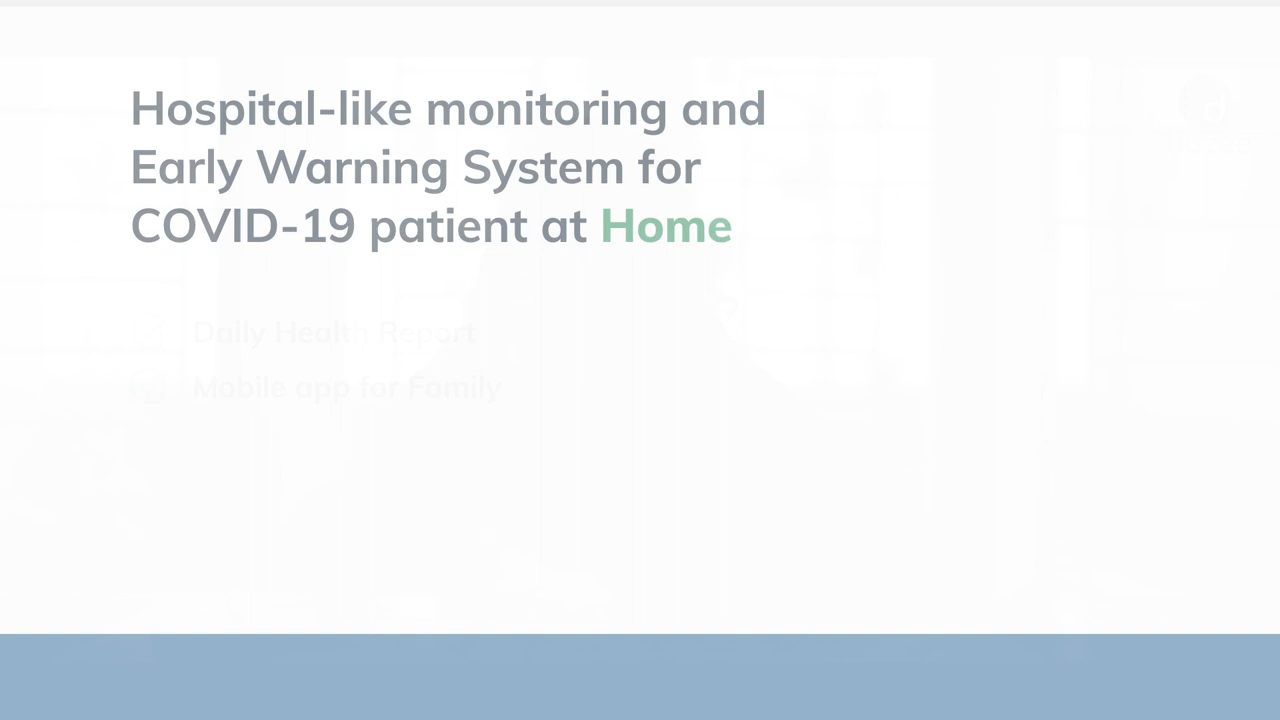 Hospital-like monitoring and
Early Warning System for
COVID-19 patient at Home
Daily Health Report
Mobile app for Family